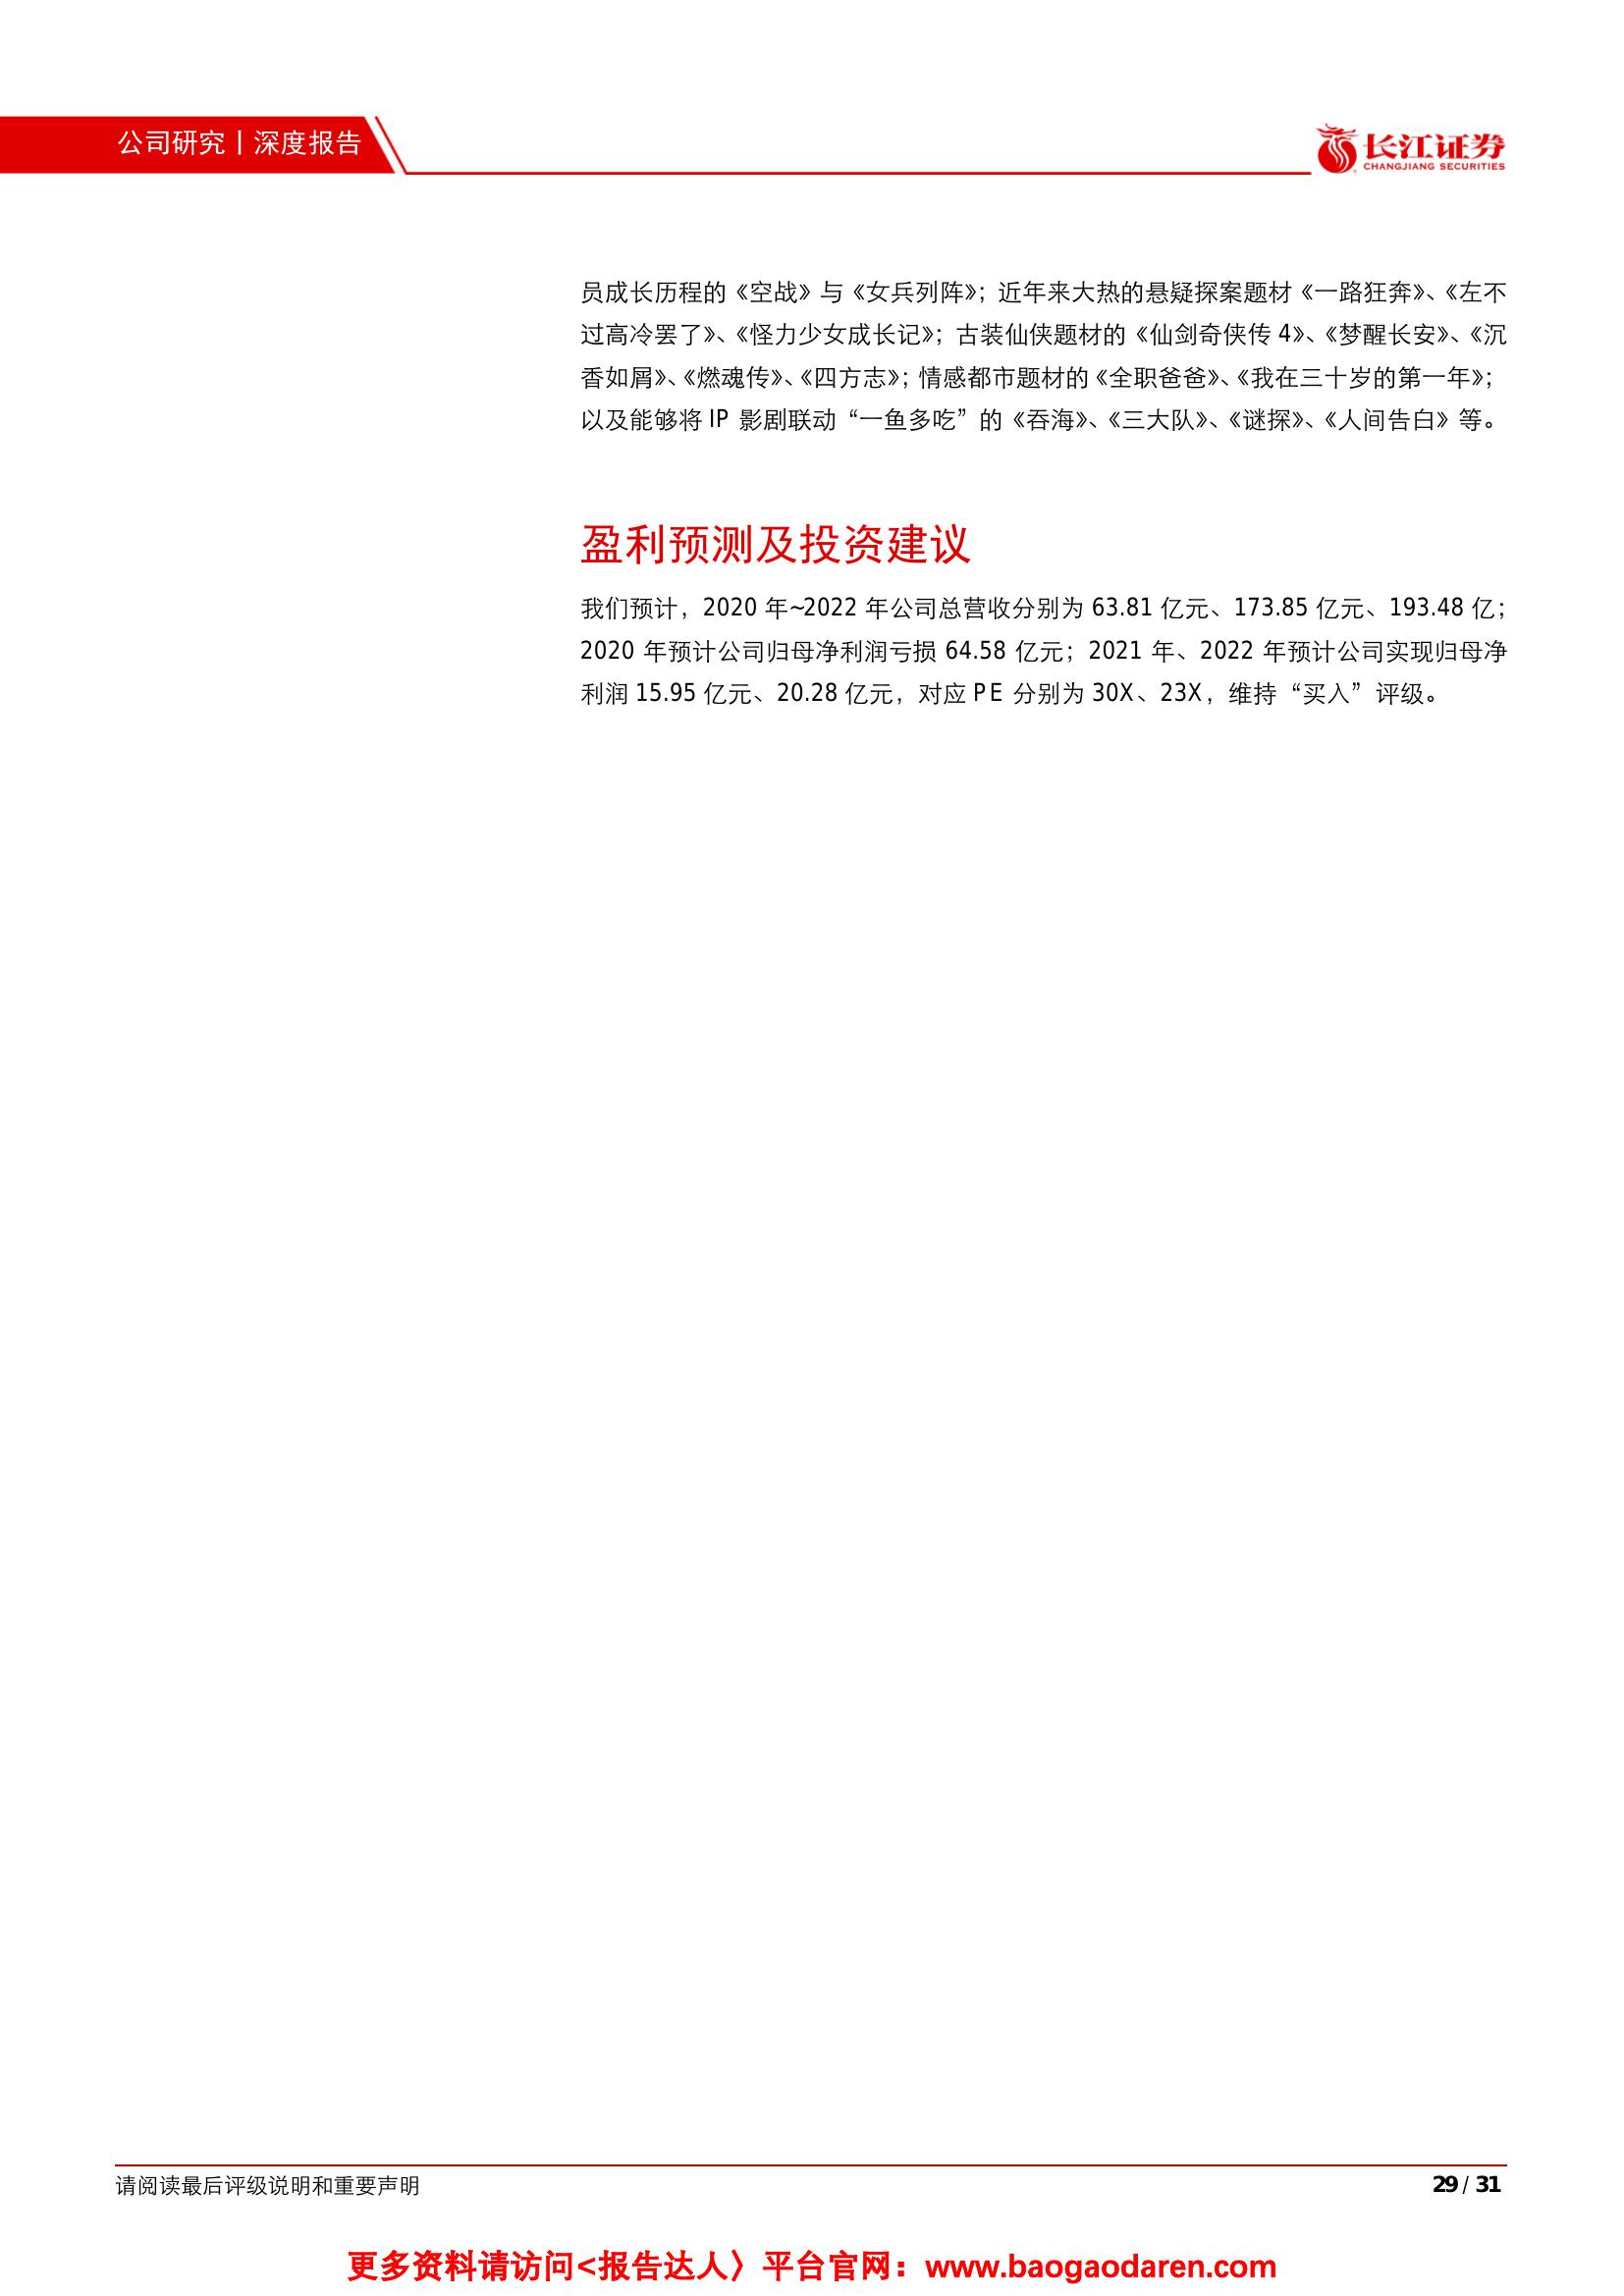 公司研究丨深度报告
长江证券
CHANGJIANG SECURITIES
员成长历程的《空战》与《女兵列阵》；近年来大热的悬疑探案题材《一路狂奔》、《左不
过高冷罢了》、《怪力少女成长记》；古装仙侠题材的《仙剑奇侠传 4》、《梦醒长安》、《沉
香如屑》、《燃魂传》、《四方志》；情感都市题材的《全职爸爸》、《我在三十岁的第一年》；
以及能够将 IP 影剧联动“一鱼多吃”的《吞海》、《三大队》、《谜探》、《人间告白》等。
盈利预测及投资建议
我们预计，2020 年~2022 年公司总营收分别为 63.81 亿元、173.85 亿元、193.48 亿；
2020 年预计公司归母净利润亏损 64.58 亿元；2021 年、2022 年预计公司实现归母净
利润 15.95 亿元、20.28 亿元，对应 PE 分别为 30X、23X，维持“买入”评级。
请阅读最后评级说明和重要声明
29 / 31
更多资料请访问<报告达人〉平台官网：www.baogaodaren.com